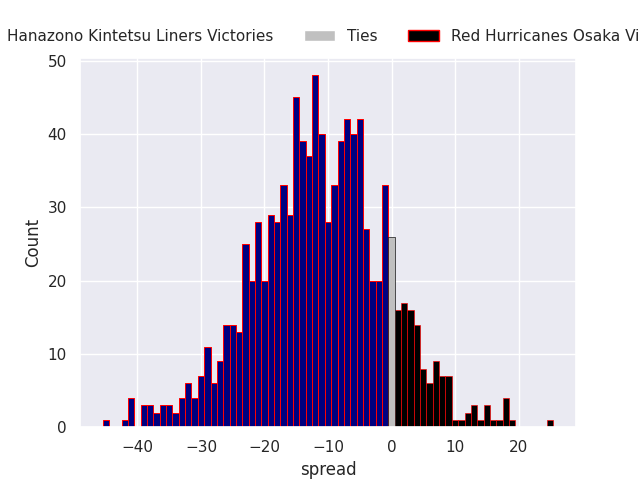 Hanazono Kintetsu Liners Victories Ties Red Hurricanes Osaka Vi
50
40
30
20
10
0
Count
−40 −30 −20 −10 0 10 20
spread